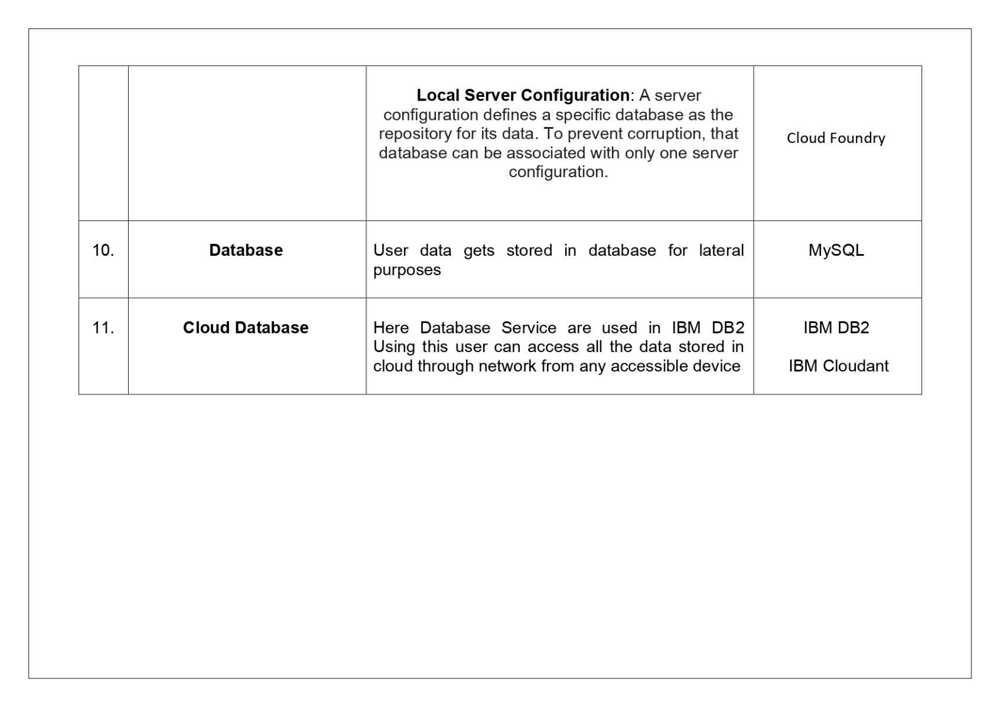 Local Server Configuration: A server
configuration defines a specific database as the
repository for its data. To prevent corruption, that
database can be associated with only one server
configuration.
Cloud Foundry
10.
Database
User data gets stored in database for lateral
purposes
MySQL
11.
Cloud Database
Here Database Service are used in IBM DB2
Using this user can access all the data stored in
cloud through network from any accessible device
IBM DB2
IBM Cloudant